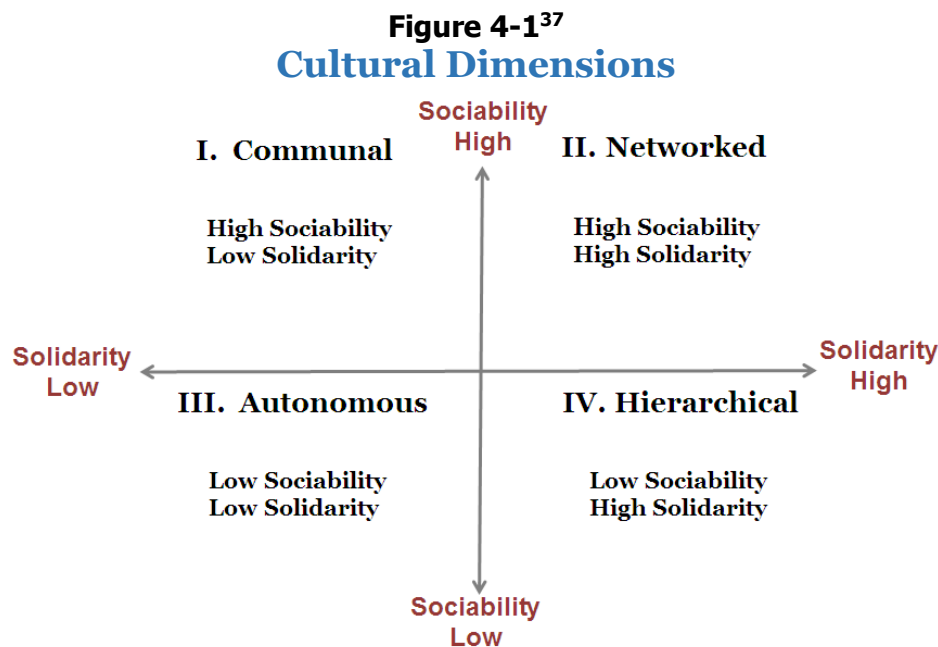 Figure 4-1³⁷
Cultural Dimensions
Sociability
High
I. Communal
II. Networked
High Sociability
Low Solidarity
High Sociability
High Solidarity
Solidarity
Low
Solidarity
High
III. Autonomous
IV. Hierarchical
Low Sociability
Low Solidarity
Low Sociability
High Solidarity
Sociability
Low